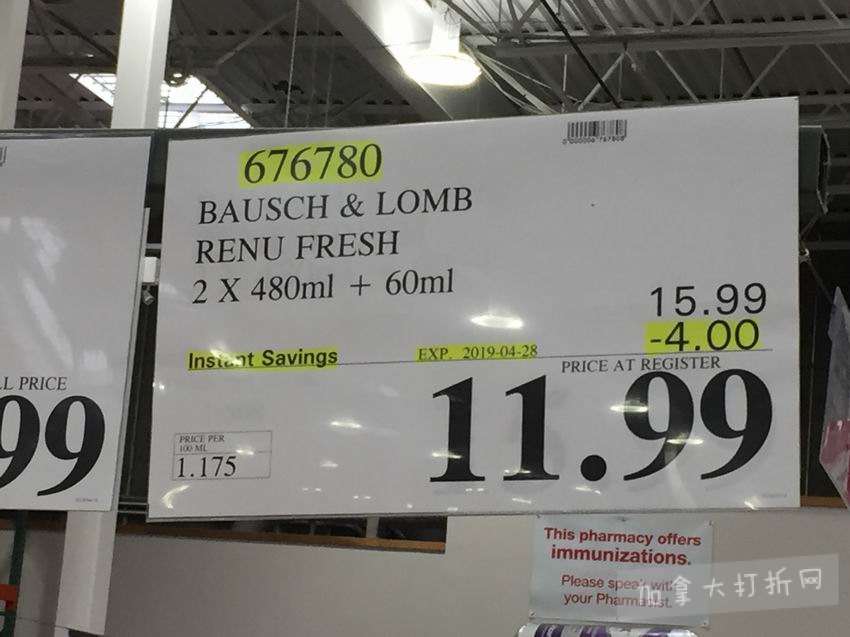 676780
BAUSCH & LOMB
RENU FRESH
2 X 480ml + 60ml
15.99
-4.00
Instant Savings
EXP. 2019-04-28
PRICE AT REGISTER
11.99
PRICE PER
100 ML
1.175
L PRICE
99
This pharmacy offers
immunizations.
Please speak with
your Pharmacist.
加拿大打折网